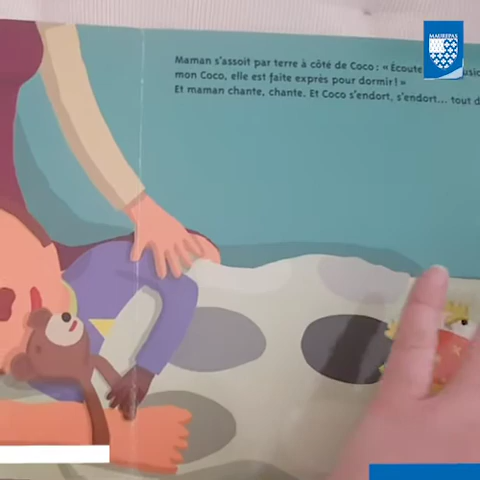 Maman s'assoit par terre à côté de Coco : « Écoute
mon Coco, elle est faite exprès pour dormir ! »
Et maman chante, chante. Et Coco s'endort, s'endort... tout
MAUREPAS